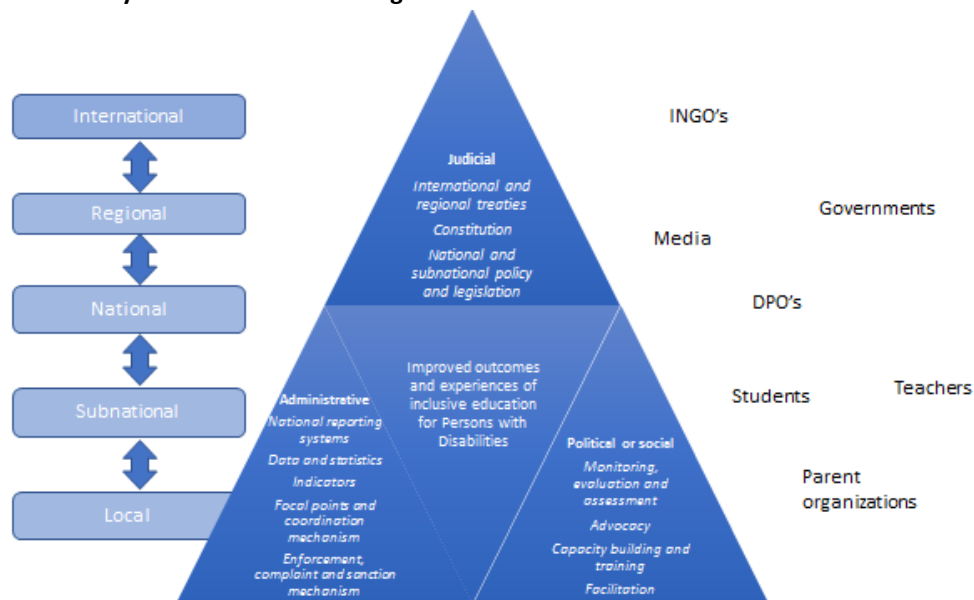 International
Regional
National
Subnational
Local
Judicial
International and
regional treaties
Constitution
National and
subnational policy
and legislation
Improved outcomes
and experiences of
inclusive education
for Persons with
Disabilities
Administrative
National reporting
systems
Data and statistics
Indicators
Focal points and
coordination
mechanism
Enforcement,
complaint and sanction
mechanism
Political or social
Monitoring,
evaluation and
assessment
Advocacy
Capacity building and
training
Facilitation
INGO's
Governments
Media
DPO's
Students
Teachers
Parent
organizations